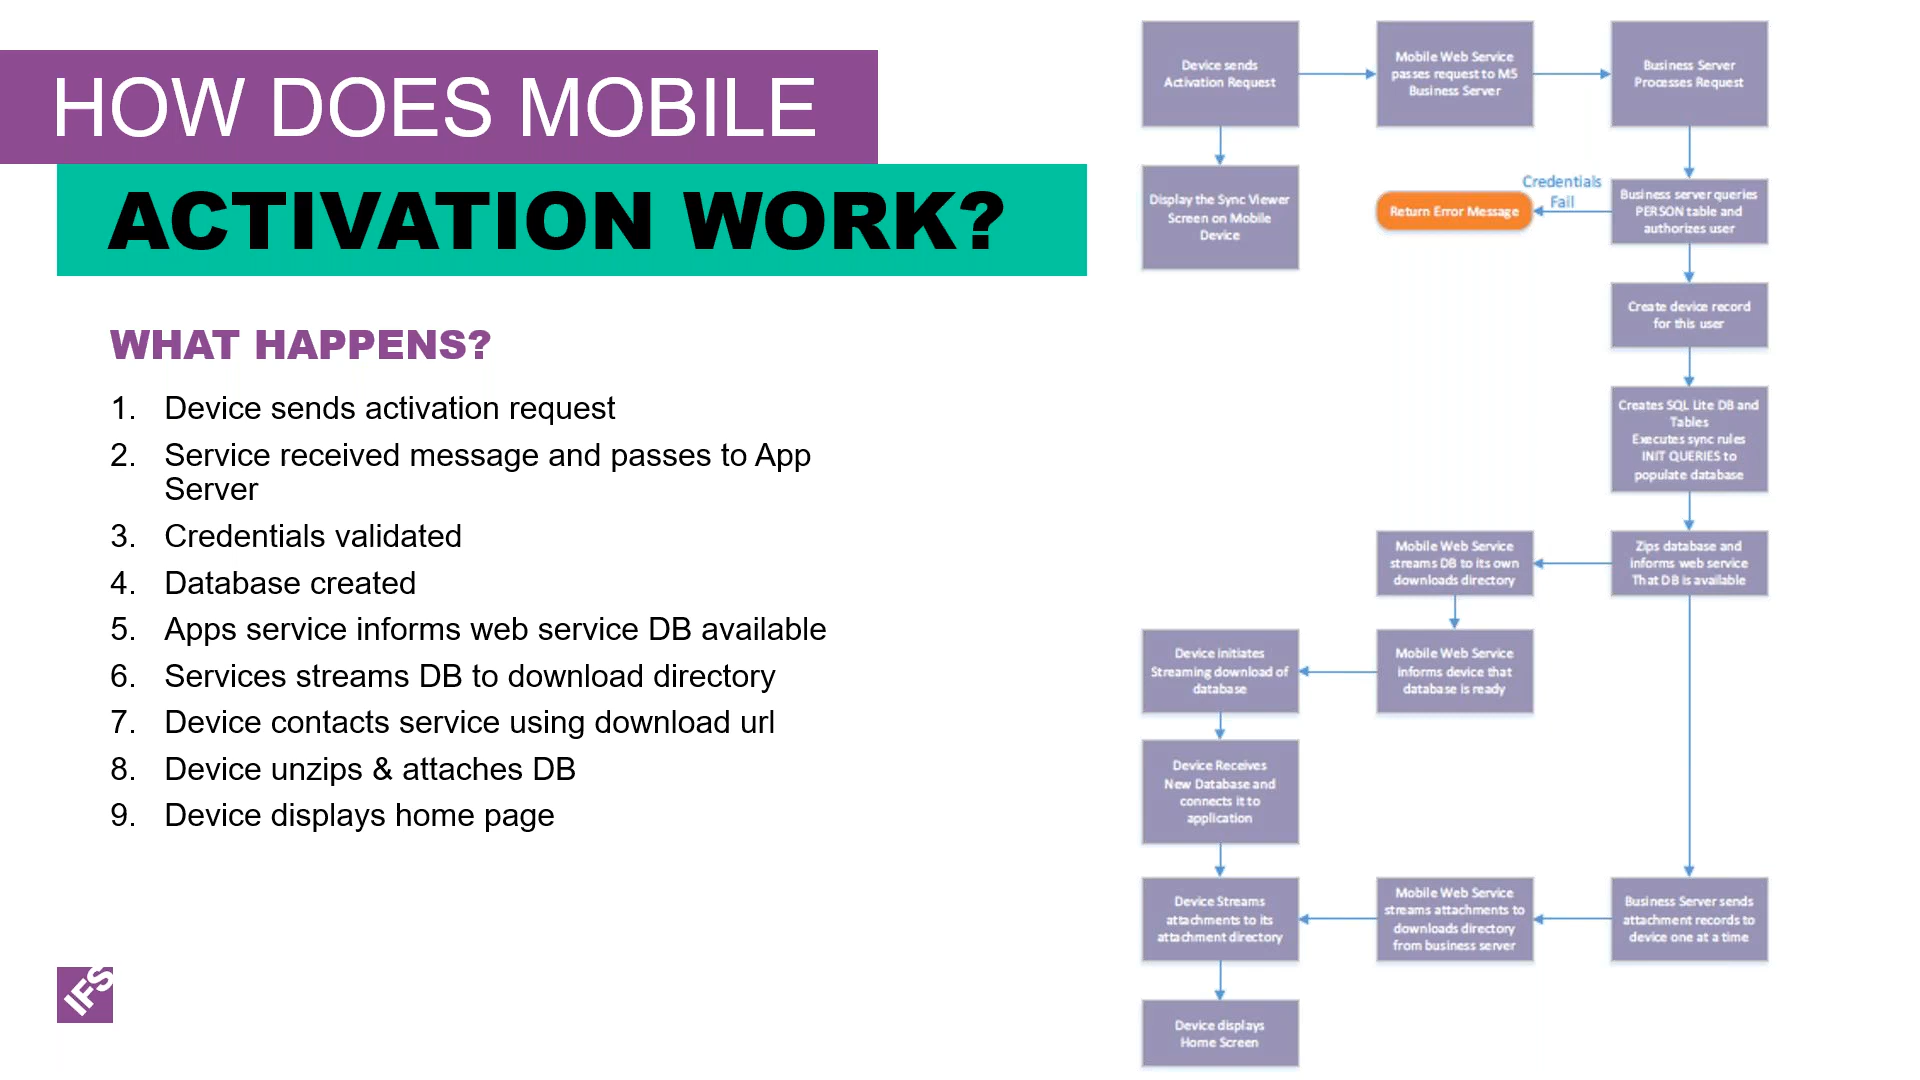 HOW DOES MOBILE
ACTIVATION WORK?
WHAT HAPPENS?
1. Device sends activation request
2. Service received message and passes to App
Server
3. Credentials validated
4. Database created
5. Apps service informs web service DB available
6. Services streams DB to download directory
7. Device contacts service using download url
8. Device unzips & attaches DB
9. Device displays home page
IFS
Device sends
Activation Request
Mobile Web Service
passes request to M5
Business Server
Business Server
Processes Request
Display the Sync Viewer
Screen on Mobile
Device
Return Error Message
Credentials
Fail
Business server queries
PERSON table and
authorizes user
Create device record
for this user
Creates SQL Lite DB and
Tables
Executes sync rules
INIT QUERIES to
populate database
Mobile Web Service
streams DB to its own
downloads directory
Zips database and
informs web service
That DB is available
Device initiates
Streaming download of
database
Mobile Web Service
informs device that
database is ready
Device Receives
New Database and
connects it to
application
Device Streams
attachments to its
attachment directory
Mobile Web Service
streams attachments to
downloads directory
from business server
Business Server sends
attachment records to
device one at a time
Device displays
Home Screen